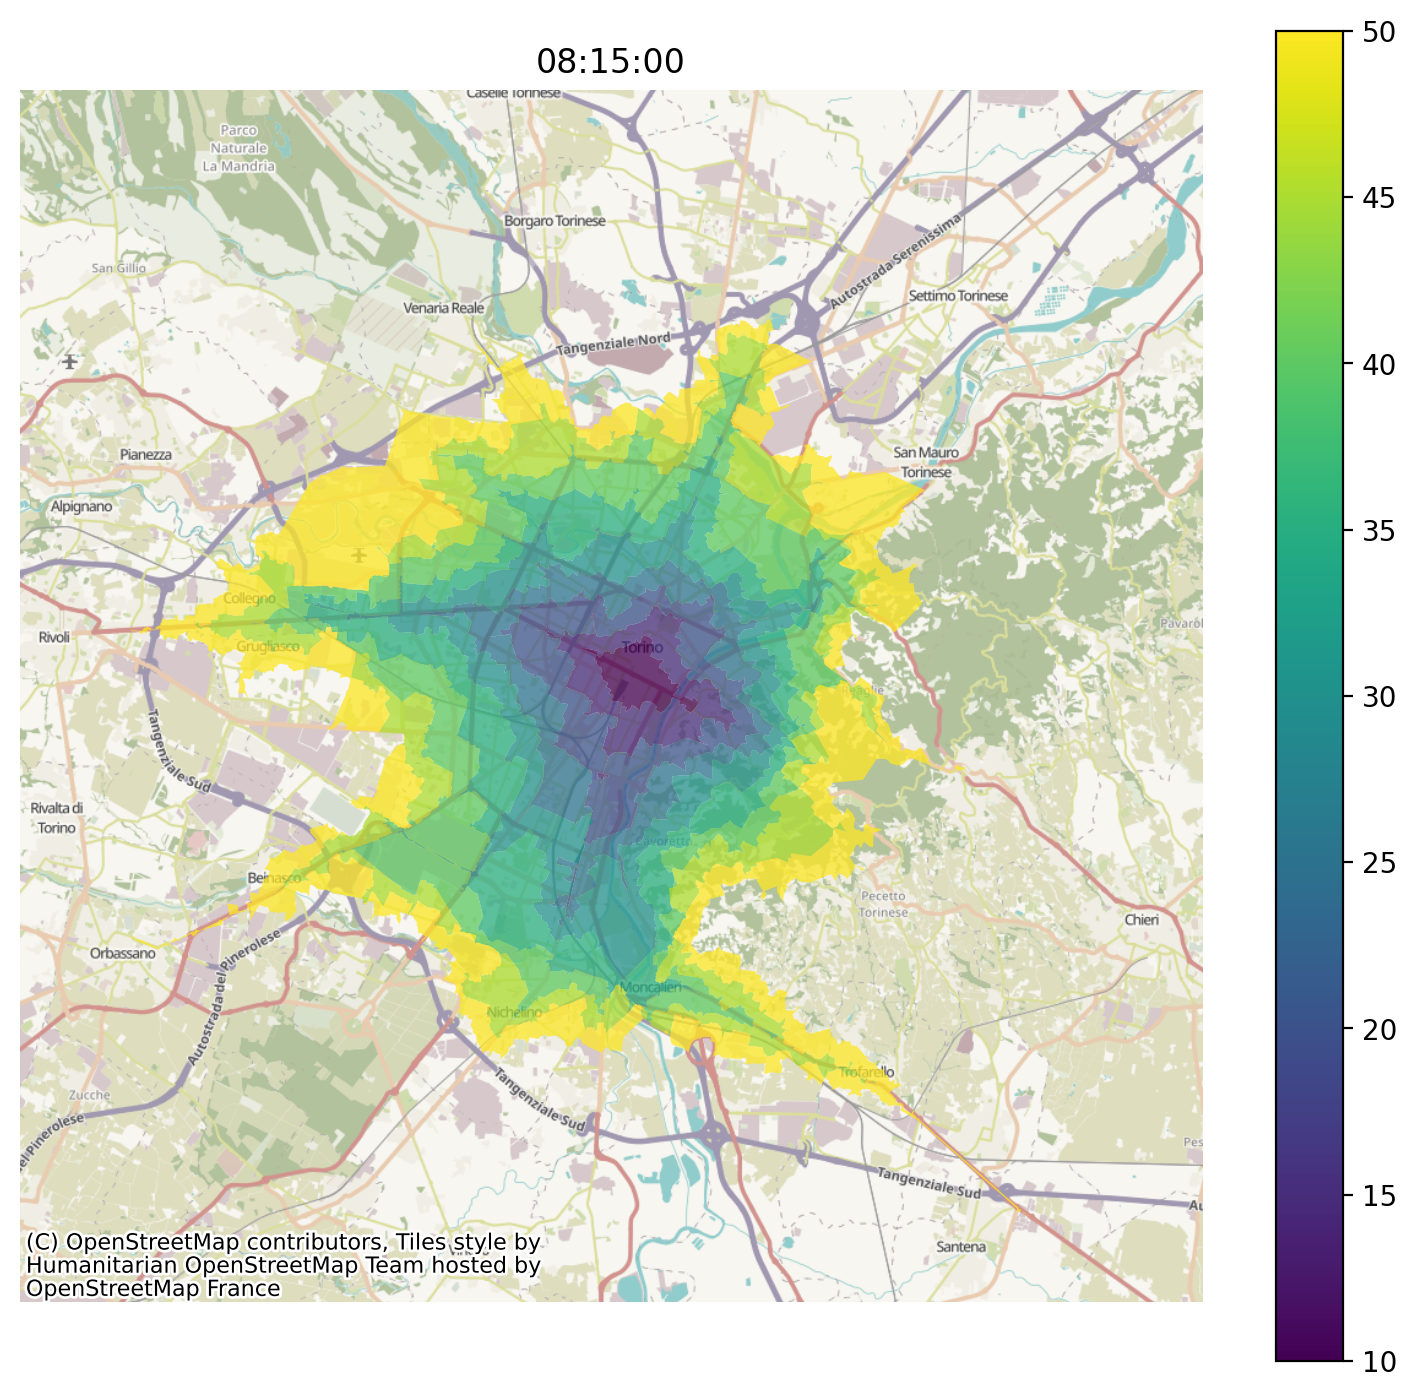 08:15:00
50
45
40
35
30
25
20
15
10
Caselle Torinese
Parco
Naturale
La Mandria
Borgaro Torinese
San Gillio
Autostrada Serenissima
Settimo Torinese
Venaria Reale
Tangenziale Nord
Pianezza
San Mauro
Torinese
Alpignano
Collegno
Rivoli
Grugliasco
Torino
Tangenziale Sud
Rivalta di
Torino
Cavoretto
Beinasco
Pecetto
Torinese
Chieri
Orbassano
Autostrada del Pinerolese
Moncalieri
Nichelino
Trofarello
Zucche
Tangenziale Sud
Tangenziale Sud
Santena
(C) OpenStreetMap contributors, Tiles style by
Humanitarian OpenStreetMap Team hosted by
OpenStreetMap France